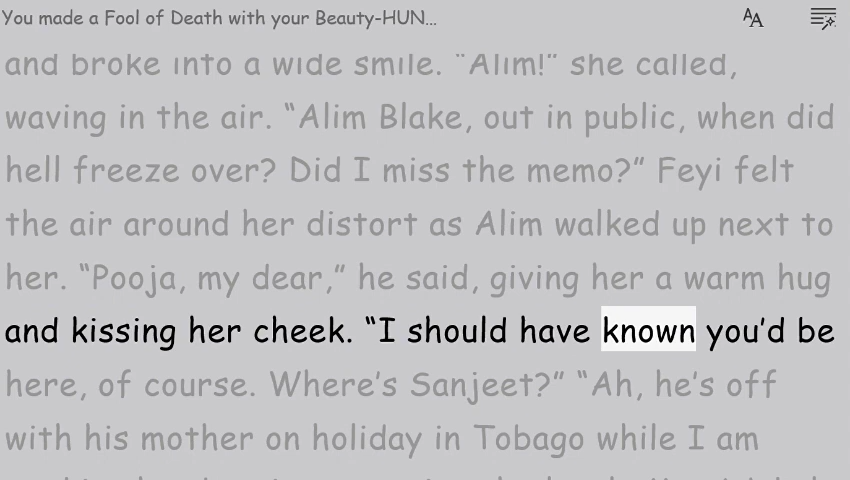 You made a Fool of Death with your Beauty-HUN...
AA
and broke into a wide smile. "Alim!" she called,
waving in the air. “Alim Blake, out in public, when did
hell freeze over? Did I miss the memo?” Feyi felt
the air around her distort as Alim walked up next to
her. “Pooja, my dear,” he said, giving her a warm hug
and kissing her cheek. “I should have known you’d be
here, of course. Where’s Sanjeet?” “Ah, he’s off
with his mother on holiday in Tobago while I am